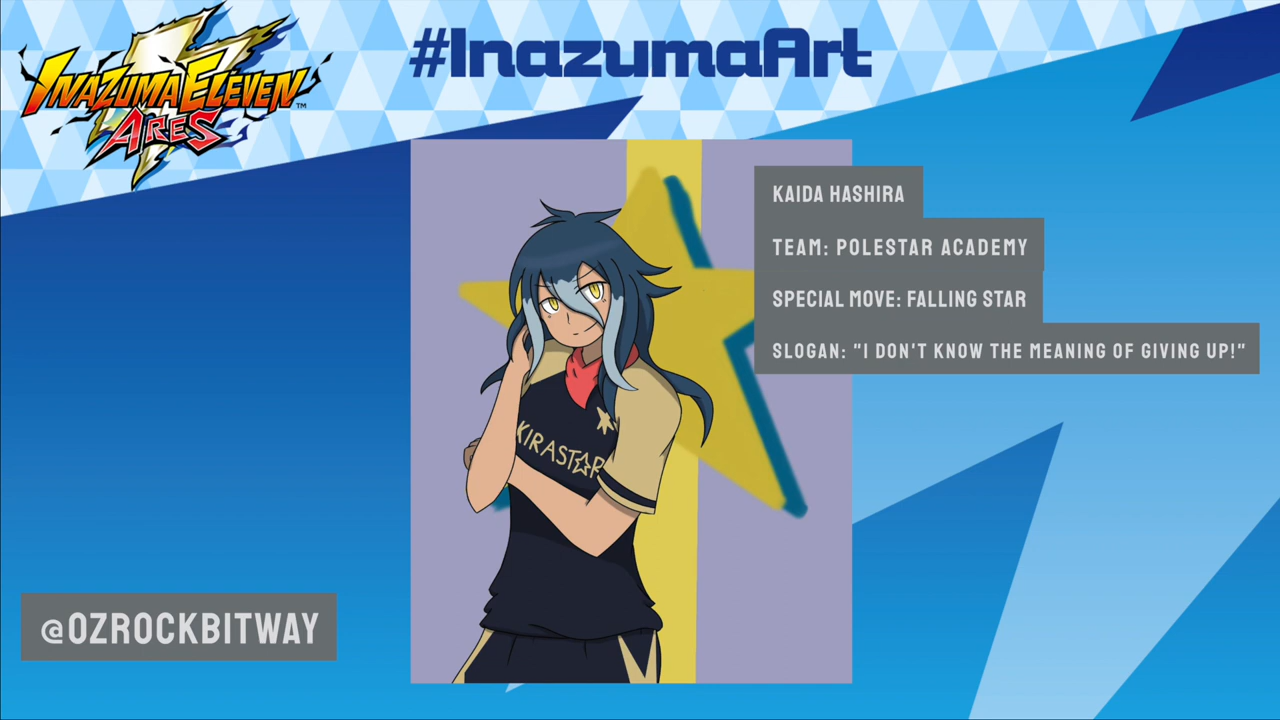 INAZUMA ELEVEN
ARES
™
#InazumaArt
KAIDA HASHIRA
TEAM: POLESTAR ACADEMY
SPECIAL MOVE: FALLING STAR
SLOGAN: "I DON'T KNOW THE MEANING OF GIVING UP!"
KIRASTAR
@OZROCKBITWAY